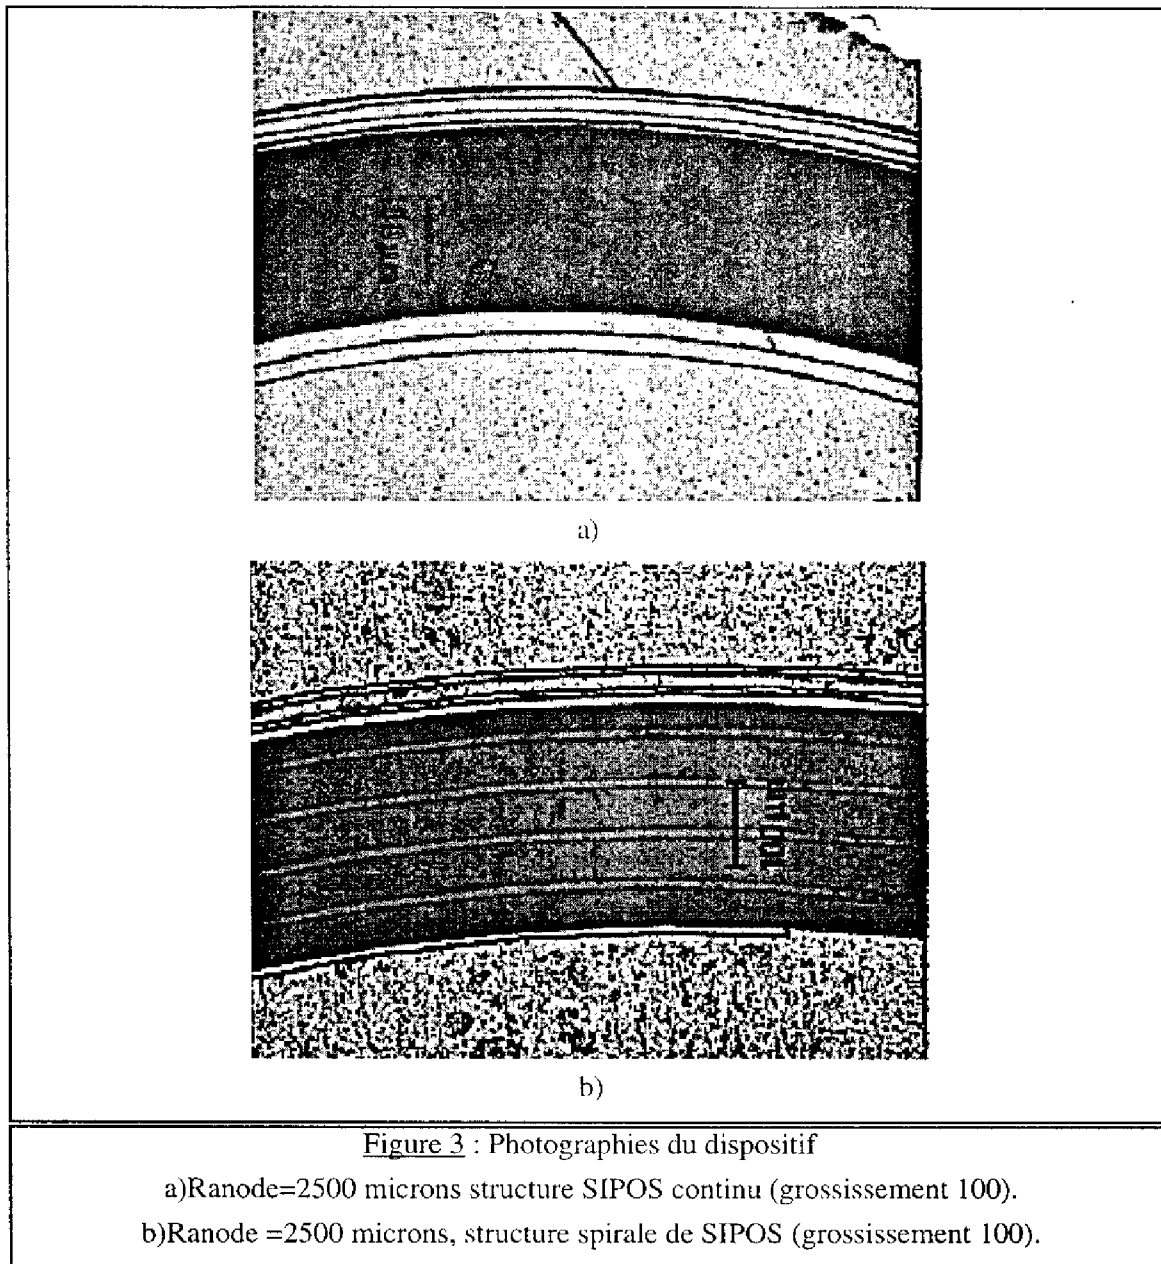 a)
100µm
b)
Figure 3 : Photographies du dispositif
a)Ranode=2500 microns structure SIPOS continu (grossissement 100).
b)Ranode =2500 microns, structure spirale de SIPOS (grossissement 100).